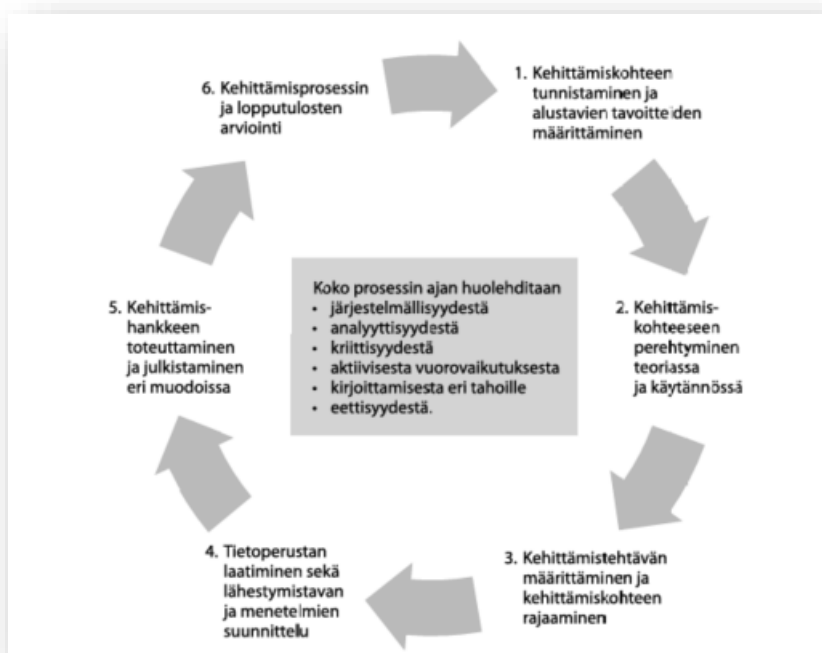 1. Kehittämiskohteen
tunnistaminen ja
alustavien tavoitteiden
määrittäminen
2. Kehittämis-
kohteeseen
perehtyminen
teoriassa
ja käytännössä
3. Kehittämistehtävän
määrittäminen ja
kehittämiskohteen
rajaaminen
4. Tietoperustan
laatiminen sekä
lähestymistavan
ja menetelmien
suunnittelu
5. Kehittämis-
hankkeen
toteuttaminen
ja julkistaminen
eri muodoissa
6. Kehittämisprosessin
ja lopputulosten
arviointi
Koko prosessin ajan huolehditaan
• järjestelmällisyydestä
• analyyttisyydestä
• kriittisyydestä
• aktiivisesta vuorovaikutuksesta
• kirjoittamisesta eri tahoille
• eettisyydestä.